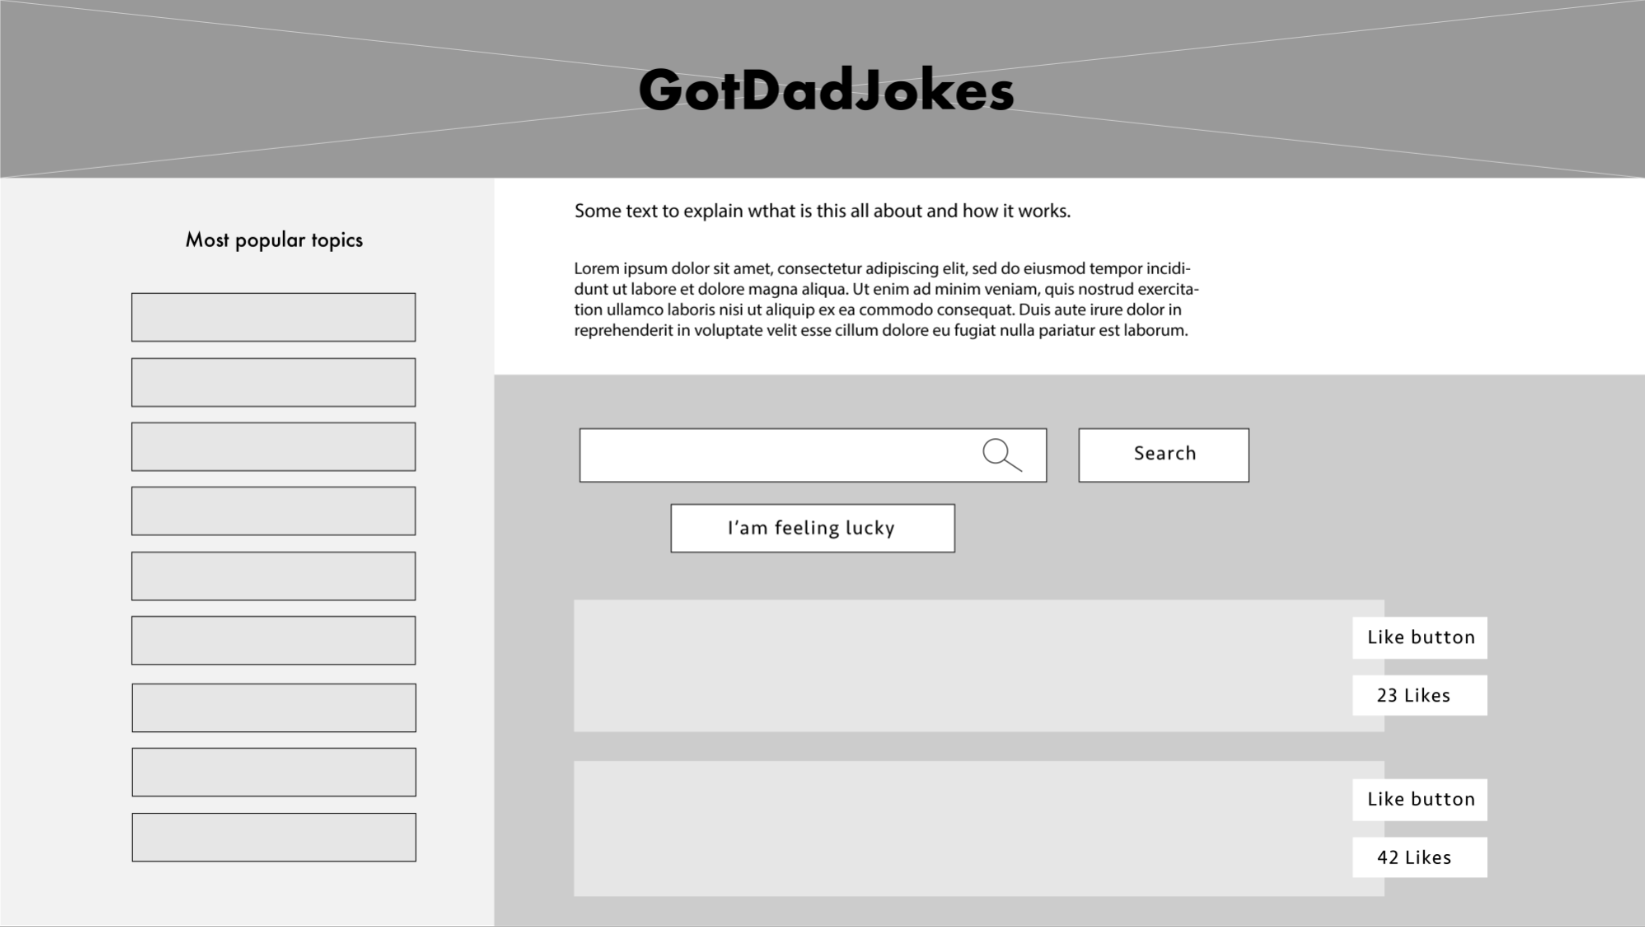 GotDadJokes
Most popular topics
Some text to explain wthat is this all about and how it works.
Lorem ipsum dolor sit amet, consectetur adipiscing elit, sed do eiusmod tempor incidi-
dunt ut labore et dolore magna aliqua. Ut enim ad minim veniam, quis nostrud exercita-
tion ullamco laboris nisi ut aliquip ex ea commodo consequat. Duis aute irure dolor in
reprehenderit in voluptate velit esse cillum dolore eu fugiat nulla pariatur est laborum.
Search
I’am feeling lucky
Like button
23 Likes
Like button
42 Likes